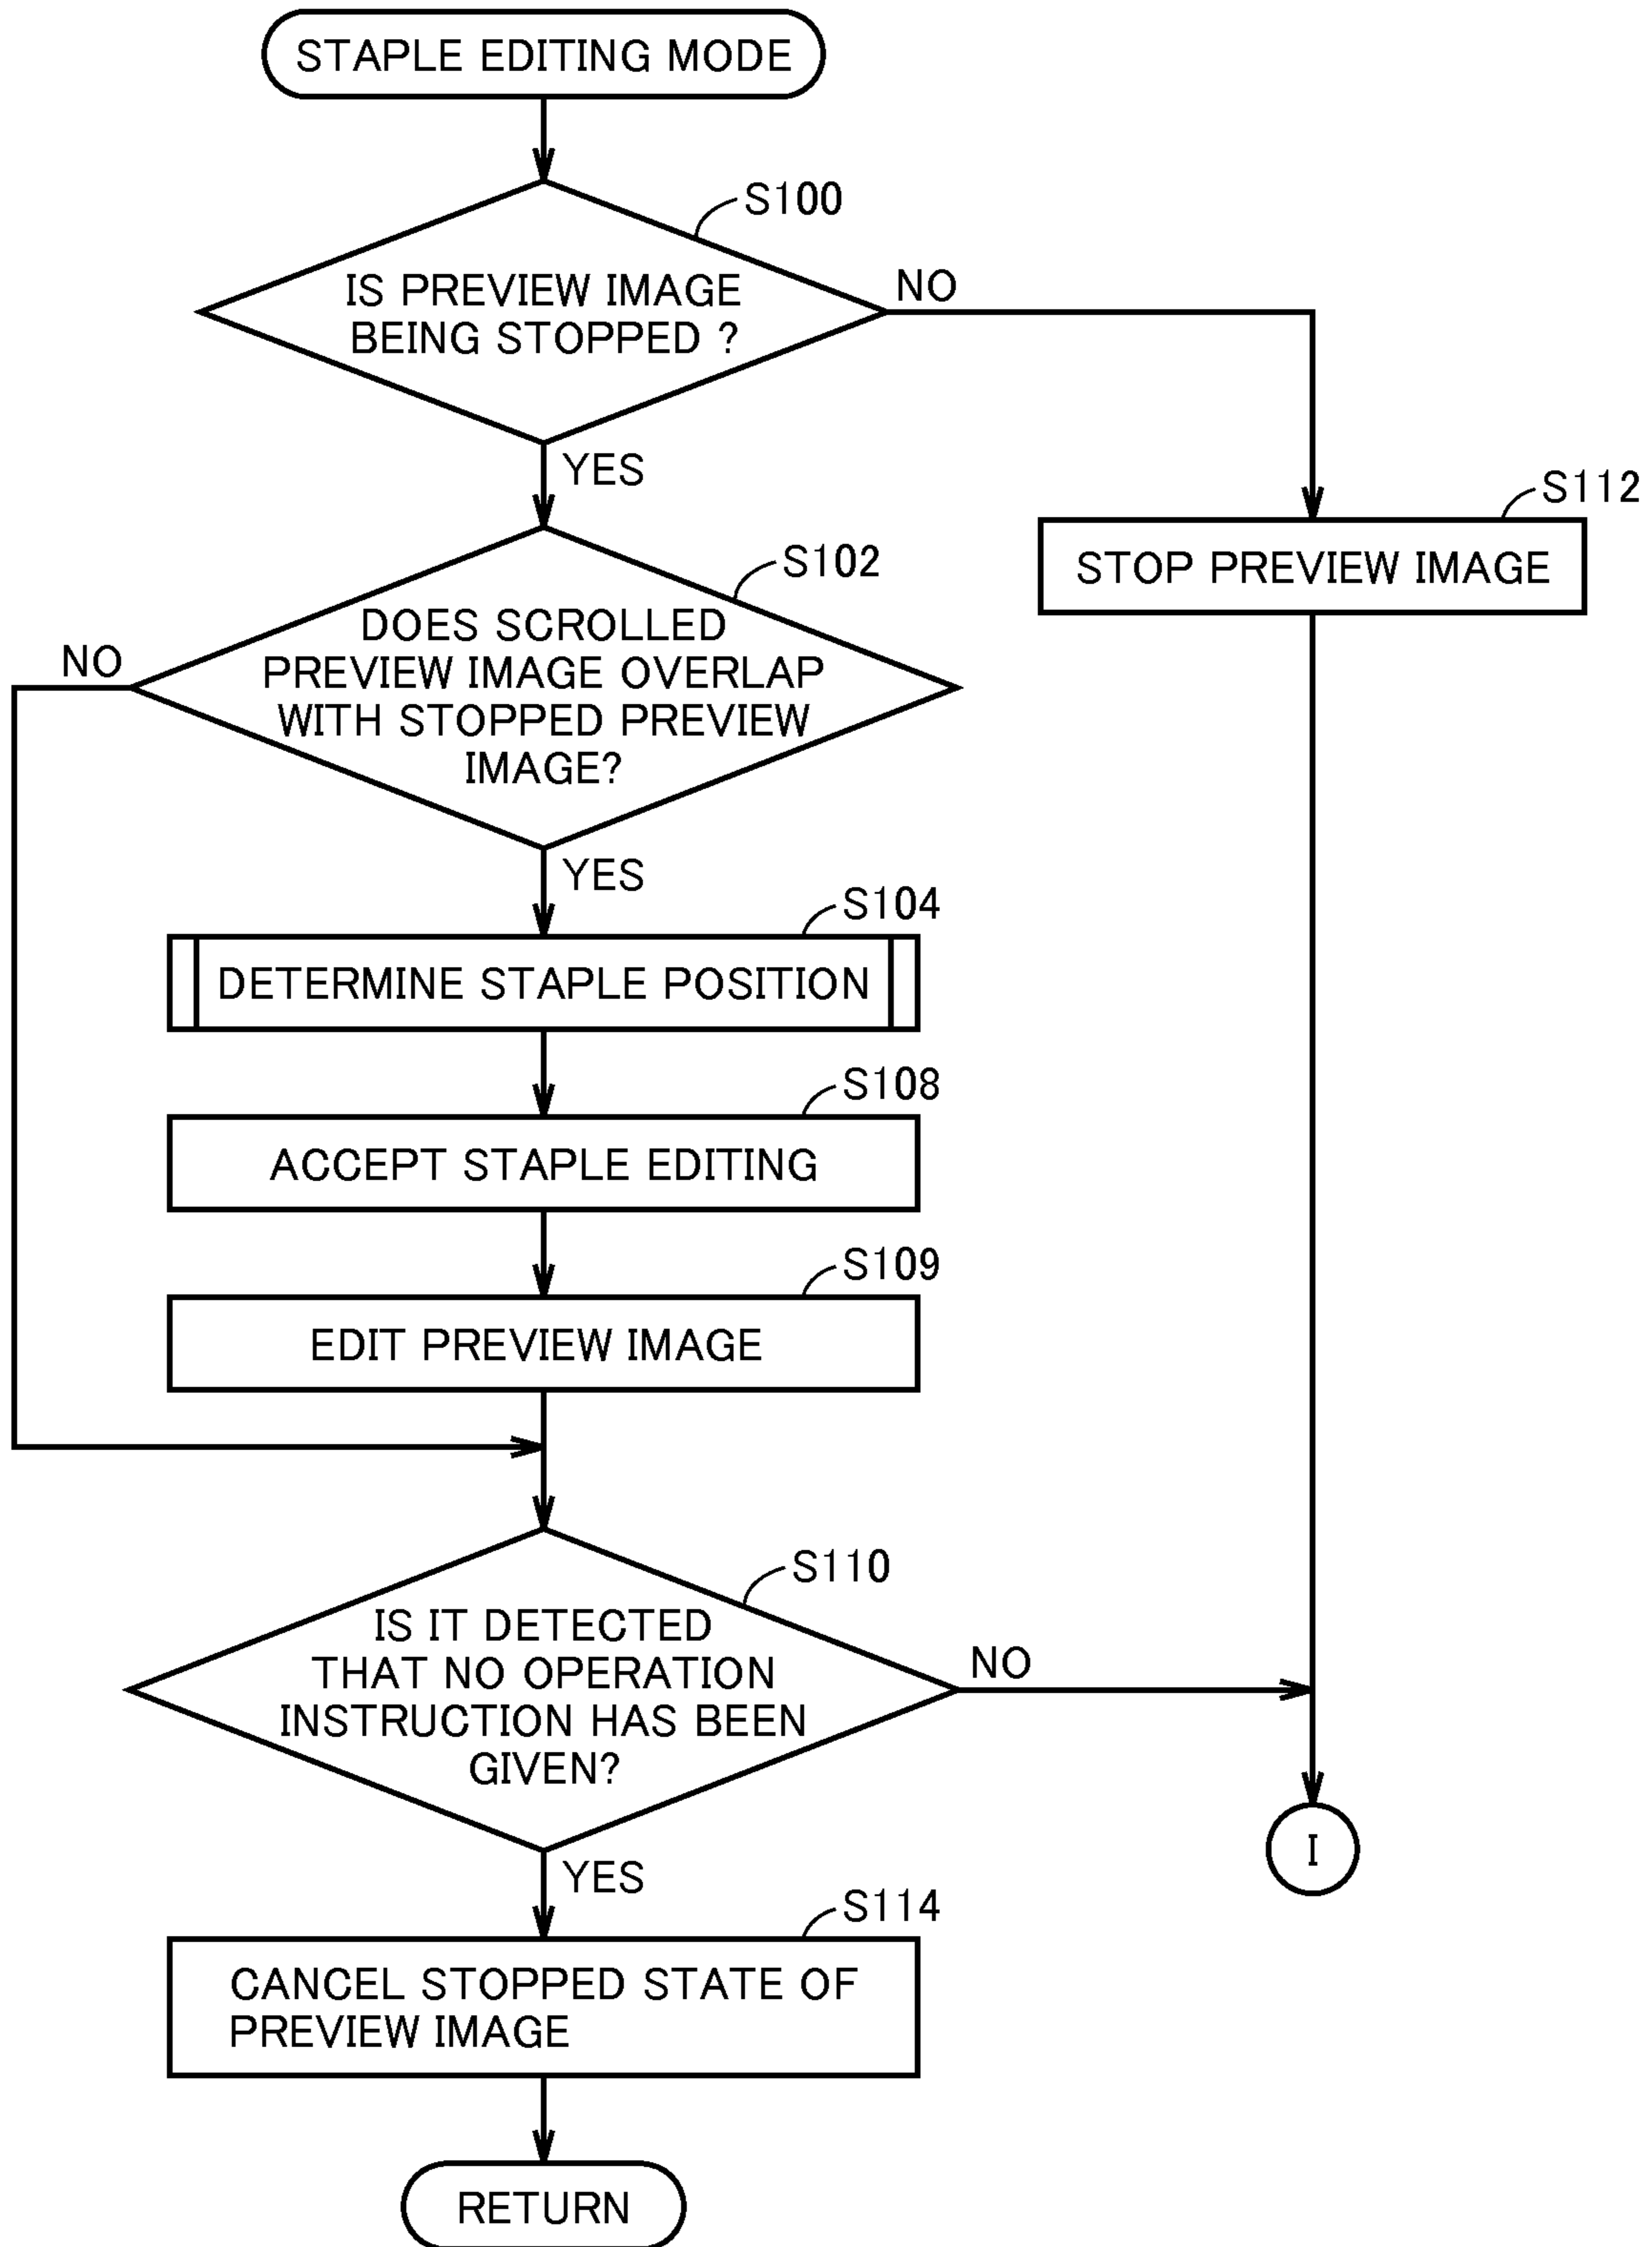 STAPLE EDITING MODE
S100
IS PREVIEW IMAGE
BEING STOPPED ?
NO
YES
S112
STOP PREVIEW IMAGE
S102
DOES SCROLLED
PREVIEW IMAGE OVERLAP
WITH STOPPED PREVIEW
IMAGE?
NO
YES
S104
DETERMINE STAPLE POSITION
S108
ACCEPT STAPLE EDITING
S109
EDIT PREVIEW IMAGE
S110
IS IT DETECTED
THAT NO OPERATION
INSTRUCTION HAS BEEN
GIVEN?
NO
YES
I
S114
CANCEL STOPPED STATE OF
PREVIEW IMAGE
RETURN